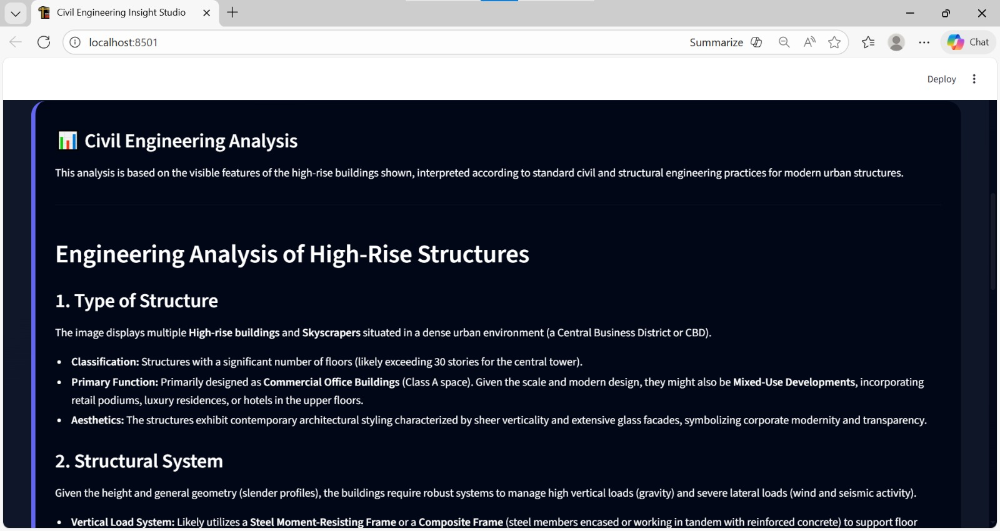 Civil Engineering Insight Studio
localhost:8501
Summarize
Chat
Deploy
Civil Engineering Analysis
This analysis is based on the visible features of the high-rise buildings shown, interpreted according to standard civil and structural engineering practices for modern urban structures.
Engineering Analysis of High-Rise Structures
1. Type of Structure
The image displays multiple High-rise buildings and Skyscrapers situated in a dense urban environment (a Central Business District or CBD).
• Classification: Structures with a significant number of floors (likely exceeding 30 stories for the central tower).
• Primary Function: Primarily designed as Commercial Office Buildings (Class A space). Given the scale and modern design, they might also be Mixed-Use Developments, incorporating
retail podiums, luxury residences, or hotels in the upper floors.
• Aesthetics: The structures exhibit contemporary architectural styling characterized by sheer verticality and extensive glass facades, symbolizing corporate modernity and transparency.
2. Structural System
Given the height and general geometry (slender profiles), the buildings require robust systems to manage high vertical loads (gravity) and severe lateral loads (wind and seismic activity).
• Vertical Load System: Likely utilizes a Steel Moment-Resisting Frame or a Composite Frame (steel members encased or working in tandem with reinforced concrete) to support floor